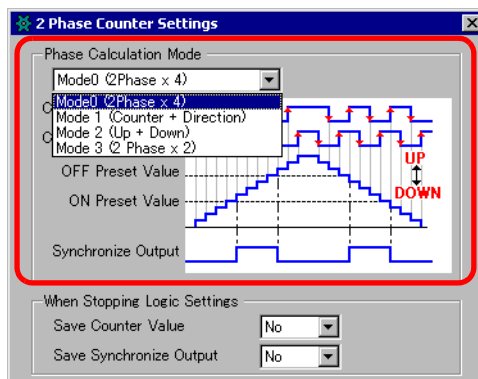 2 Phase Counter Settings
Phase Calculation Mode
Mode0 (2Phase x 4)
Mode0 (2Phase x 4)
Mode 1 (Counter + Direction)
Mode 2 (Up + Down)
Mode 3 (2 Phase x 2)
UP
OFF Preset Value
DOWN
ON Preset Value
Synchronize Output
When Stopping Logic Settings
Save Counter Value No
Save Synchronize Output No